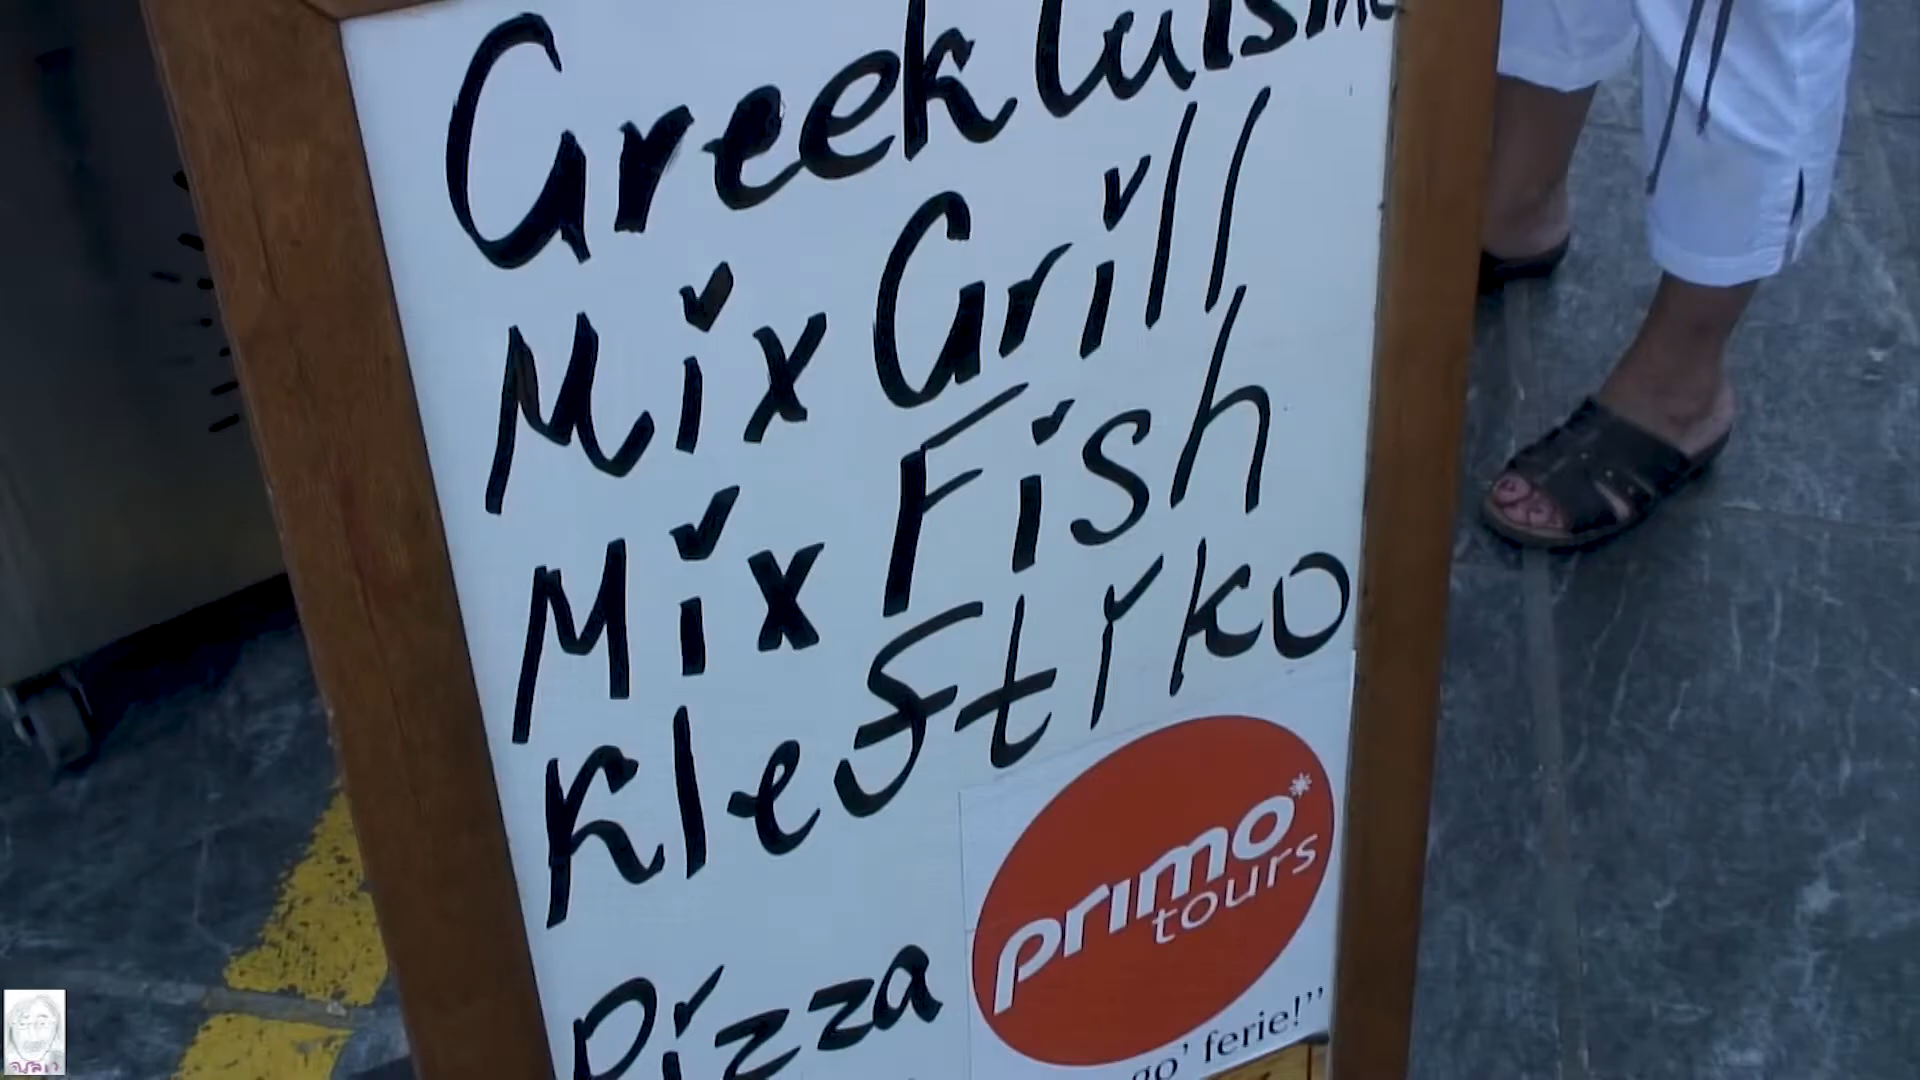 Greek Cuisine
Mix Grill
Mix Fish
Kleftiko
Pizza
primo
tours
go' ferie!"